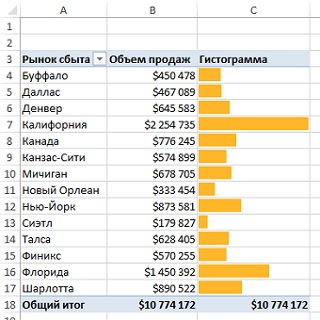 A B C
1
2
3 Рынок сбыта Объем продаж Гистограмма
4 Буффало $450 478
5 Даллас $467 089
6 Денвер $645 583
7 Калифорния $2 254 735
8 Канада $776 245
9 Канзас-Сити $574 899
10 Мичиган $678 705
11 Новый Орлеан $333 454
12 Нью-Йорк $873 581
13 Сиэтл $179 827
14 Талса $628 405
15 Финикс $570 255
16 Флорида $1 450 392
17 Шарлотта $890 522
18 Общий итог $10 774 172 $10 774 172